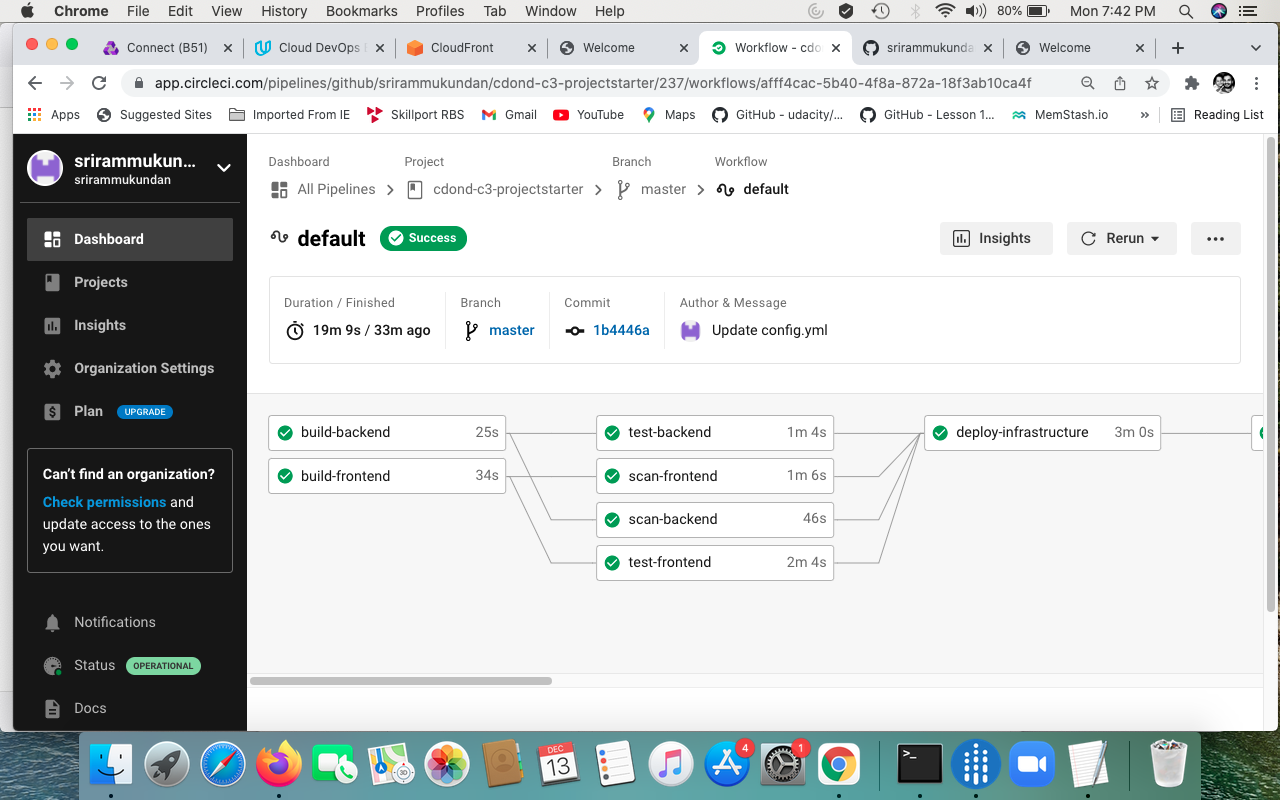 Chrome File Edit View History Bookmarks Profiles Tab Window Help 80% Mon 7:42 PM
Connect (B51) Cloud DevOps CloudFront Welcome Workflow - cdo srirammukunda Welcome
app.circleci.com/pipelines/github/srirammukundan/cdond-c3-projectstarter/237/workflows/afff4cac-5b40-4f8a-872a-18f3ab10ca4f
Apps Suggested Sites Imported From IE Skillport RBS Gmail YouTube Maps GitHub - udacity/... GitHub - Lesson 1... MemStash.io » Reading List
srirammukun...
srirammukundan
Dashboard
Projects
Insights
Organization Settings
Plan UPGRADE
Can't find an organization?
Check permissions and
update access to the ones
you want.
Notifications
Status OPERATIONAL
Docs
Dashboard Project Branch Workflow
All Pipelines cdond-c3-projectstarter master default
default Success Insights Rerun
Duration / Finished Branch Commit Author & Message
19m 9s / 33m ago master 1b4446a Update config.yml
build-backend 25s test-backend 1m 4s deploy-infrastructure 3m 0s
build-frontend 34s scan-frontend 1m 6s
scan-backend 46s
test-frontend 2m 4s
3D DEC 13 4 1 >_